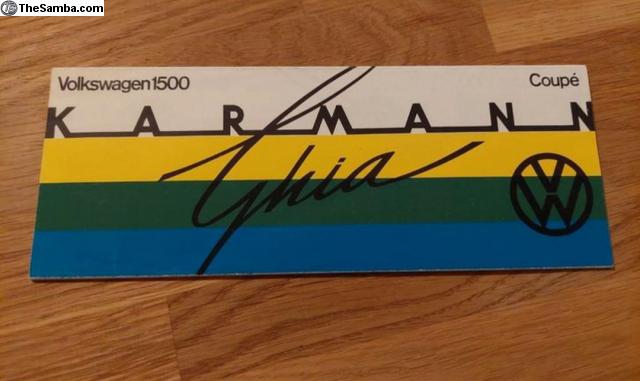 TheSamba.com
Volkswagen 1500 Coupé
KARMANN
Ghia
VW